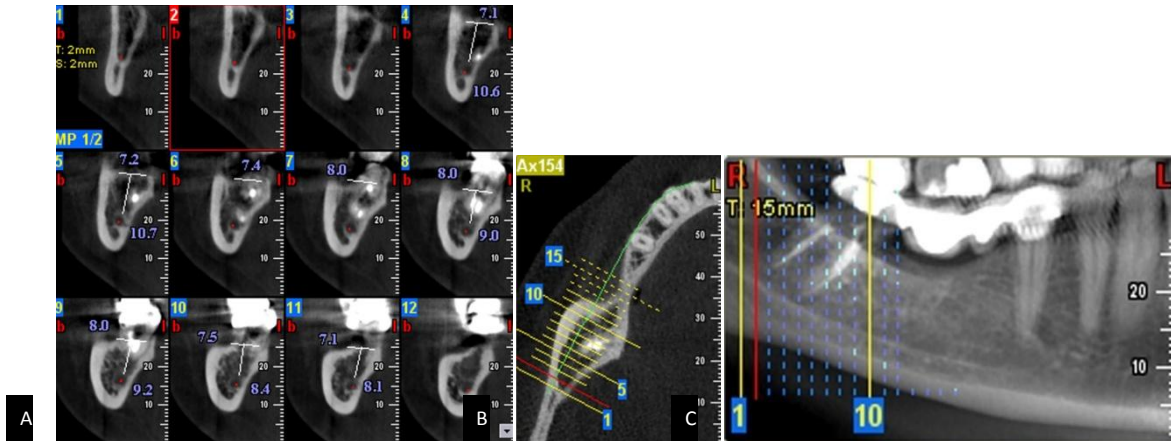 1 2 3 4
b l b l b l b l
T: 2mm
S: 2mm
7.1
20 20 20 20
10.6
10 10 10 10
MP 1/2
5 6 7 8
7.2 7.4 8.0 8.0
b l b l b l b l
20 20 20 20
10.7 9.0
10 10 10 10
9 10 11 12
8.0 7.5 7.1
b l b l b l b l
20 20 20 20
9.2 8.4 8.1
10 10 10 10
A
B
Ax154
R L
50
15
40
10
30
20
5
10
1
C
R L
T: 15mm
20
10
1 10